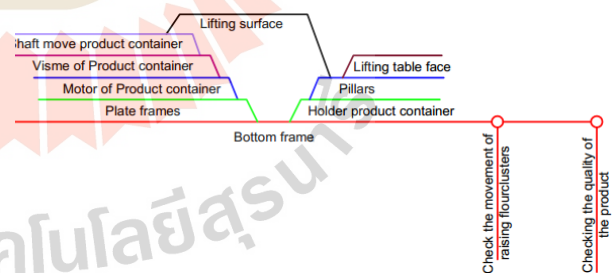 Lifting surface
Shaft move product container
Visme of Product container
Lifting table face
Motor of Product container
Pillars
Plate frames
Holder product container
Bottom frame
Check the movement of
raising flourclusters
Checking the quality of
the product
คโนโลยีสุรนารี